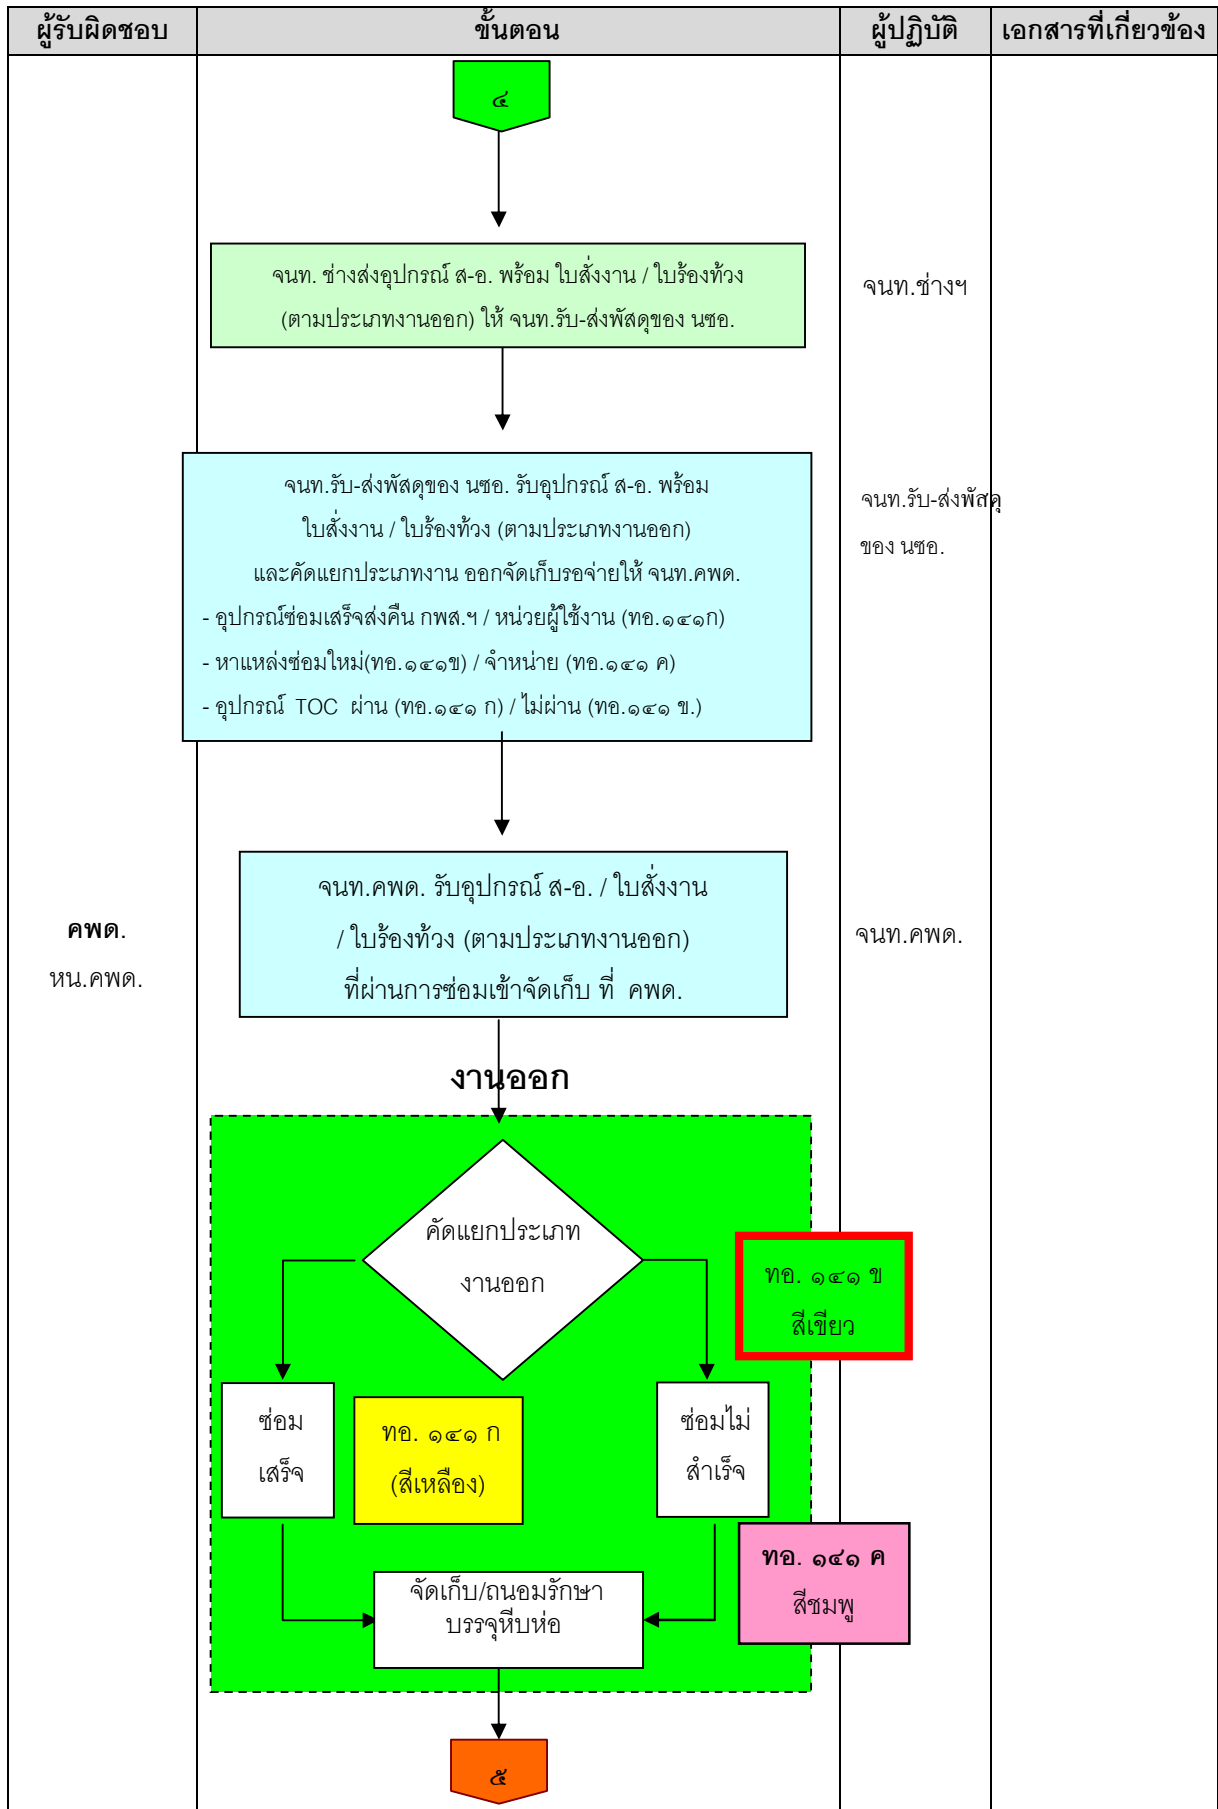 ผู้รับผิดชอบ
ขั้นตอน
ผู้ปฏิบัติ
เอกสารที่เกี่ยวข้อง
๔
จนท. ช่างส่งอุปกรณ์ ส-อ. พร้อม ใบสั่งงาน / ใบร้องท้วง
(ตามประเภทงานออก) ให้ จนท.รับ-ส่งพัสดุของ นซอ.
จนท.ช่างฯ
จนท.รับ-ส่งพัสดุของ นซอ. รับอุปกรณ์ ส-อ. พร้อม
ใบสั่งงาน / ใบร้องท้วง (ตามประเภทงานออก)
และคัดแยกประเภทงาน ออกจัดเก็บรอจ่ายให้ จนท.คพด.
- อุปกรณ์ซ่อมเสร็จส่งคืน กพส.ฯ / หน่วยผู้ใช้งาน (ทอ.๑๔๑ก)
- หาแหล่งซ่อมใหม่(ทอ.๑๔๑ข) / จำหน่าย (ทอ.๑๔๑ ค)
- อุปกรณ์ TOC ผ่าน (ทอ.๑๔๑ ก) / ไม่ผ่าน (ทอ.๑๔๑ ข.)
จนท.รับ-ส่งพัสดุ
ของ นซอ.
จนท.คพด. รับอุปกรณ์ ส-อ. / ใบสั่งงาน
/ ใบร้องท้วง (ตามประเภทงานออก)
ที่ผ่านการซ่อมเข้าจัดเก็บ ที่ คพด.
คพด.
หน.คพด.
จนท.คพด.
งานออก
คัดแยกประเภท
งานออก
ทอ. ๑๔๑ ข
สีเขียว
ซ่อม
เสร็จ
ทอ. ๑๔๑ ก
(สีเหลือง)
ซ่อมไม่
สำเร็จ
ทอ. ๑๔๑ ค
สีชมพู
จัดเก็บ/ถนอมรักษา
บรรจุหีบห่อ
๕